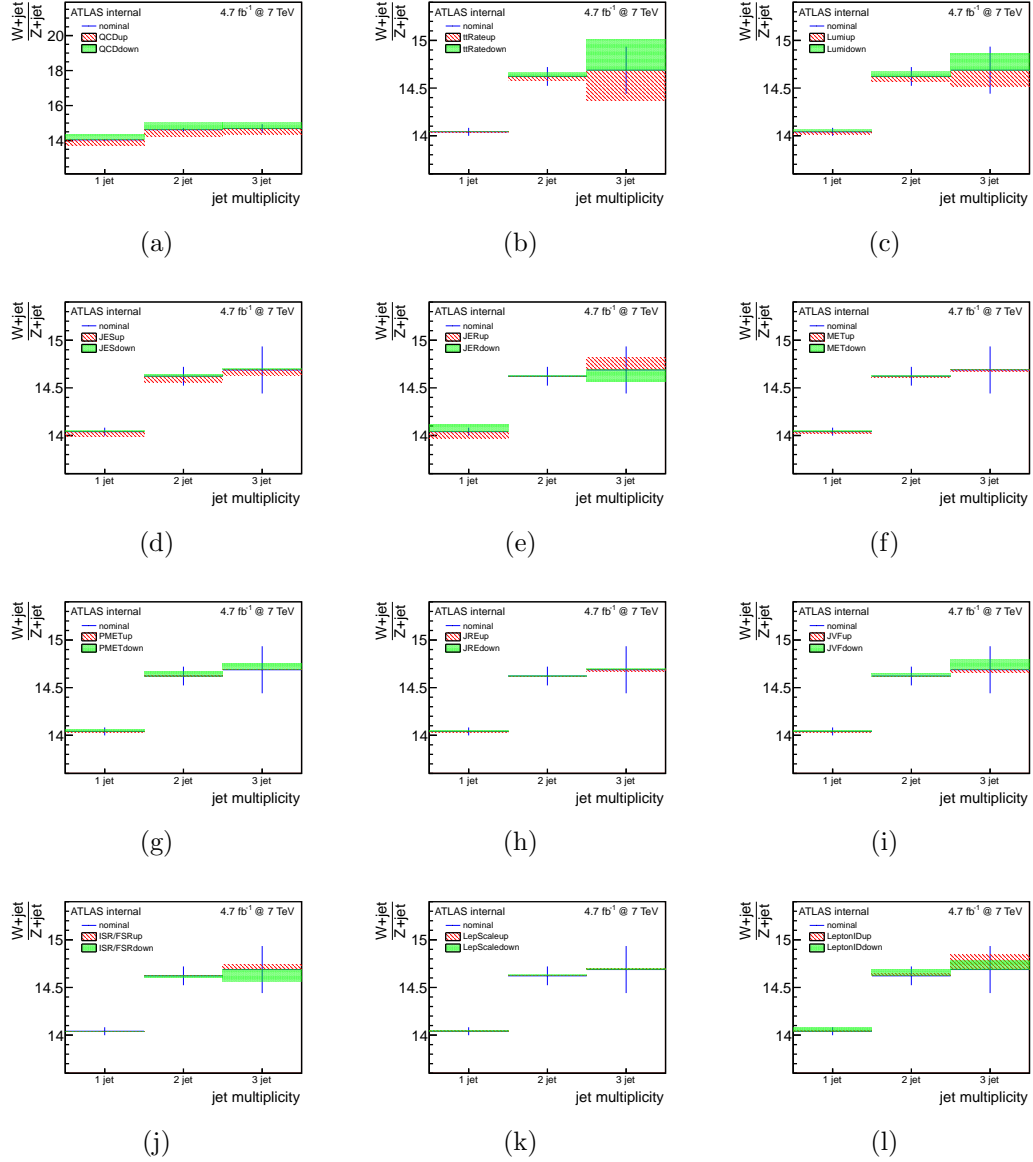 W+jet
Z+jet
ATLAS internal 4.7 fb-1 @ 7 TeV
nominal
QCDup
QCDdown
20
18
16
14
1 jet 2 jet 3 jet
jet multiplicity
(a)
W+jet
Z+jet
ATLAS internal 4.7 fb-1 @ 7 TeV
nominal
ttRateup
ttRatedown
15
14.5
14
1 jet 2 jet 3 jet
jet multiplicity
(b)
W+jet
Z+jet
ATLAS internal 4.7 fb-1 @ 7 TeV
nominal
Lumiup
Lumidown
15
14.5
14
1 jet 2 jet 3 jet
jet multiplicity
(c)
W+jet
Z+jet
ATLAS internal 4.7 fb-1 @ 7 TeV
nominal
JESup
JESdown
15
14.5
14
1 jet 2 jet 3 jet
jet multiplicity
(d)
W+jet
Z+jet
ATLAS internal 4.7 fb-1 @ 7 TeV
nominal
JERup
JERdown
15
14.5
14
1 jet 2 jet 3 jet
jet multiplicity
(e)
W+jet
Z+jet
ATLAS internal 4.7 fb-1 @ 7 TeV
nominal
METup
METdown
15
14.5
14
1 jet 2 jet 3 jet
jet multiplicity
(f)
W+jet
Z+jet
ATLAS internal 4.7 fb-1 @ 7 TeV
nominal
PMETup
PMETdown
15
14.5
14
1 jet 2 jet 3 jet
jet multiplicity
(g)
W+jet
Z+jet
ATLAS internal 4.7 fb-1 @ 7 TeV
nominal
JREup
JREdown
15
14.5
14
1 jet 2 jet 3 jet
jet multiplicity
(h)
W+jet
Z+jet
ATLAS internal 4.7 fb-1 @ 7 TeV
nominal
JVFup
JVFdown
15
14.5
14
1 jet 2 jet 3 jet
jet multiplicity
(i)
W+jet
Z+jet
ATLAS internal 4.7 fb-1 @ 7 TeV
nominal
ISR/FSRup
ISR/FSRdown
15
14.5
14
1 jet 2 jet 3 jet
jet multiplicity
(j)
W+jet
Z+jet
ATLAS internal 4.7 fb-1 @ 7 TeV
nominal
LepScaleup
LepScaledown
15
14.5
14
1 jet 2 jet 3 jet
jet multiplicity
(k)
W+jet
Z+jet
ATLAS internal 4.7 fb-1 @ 7 TeV
nominal
LeptonIDup
LeptonIDdown
15
14.5
14
1 jet 2 jet 3 jet
jet multiplicity
(l)